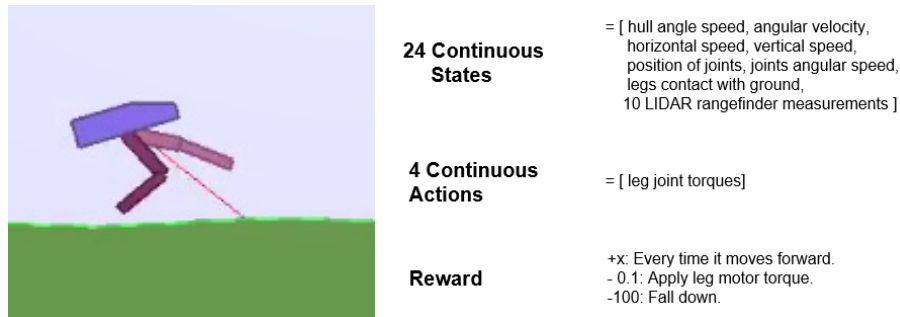 24 Continuous
States
= [ hull angle speed, angular velocity,
horizontal speed, vertical speed,
position of joints, joints angular speed,
legs contact with ground,
10 LIDAR rangefinder measurements ]
4 Continuous
Actions
= [ leg joint torques]
Reward
+x: Every time it moves forward.
- 0.1: Apply leg motor torque.
-100: Fall down.